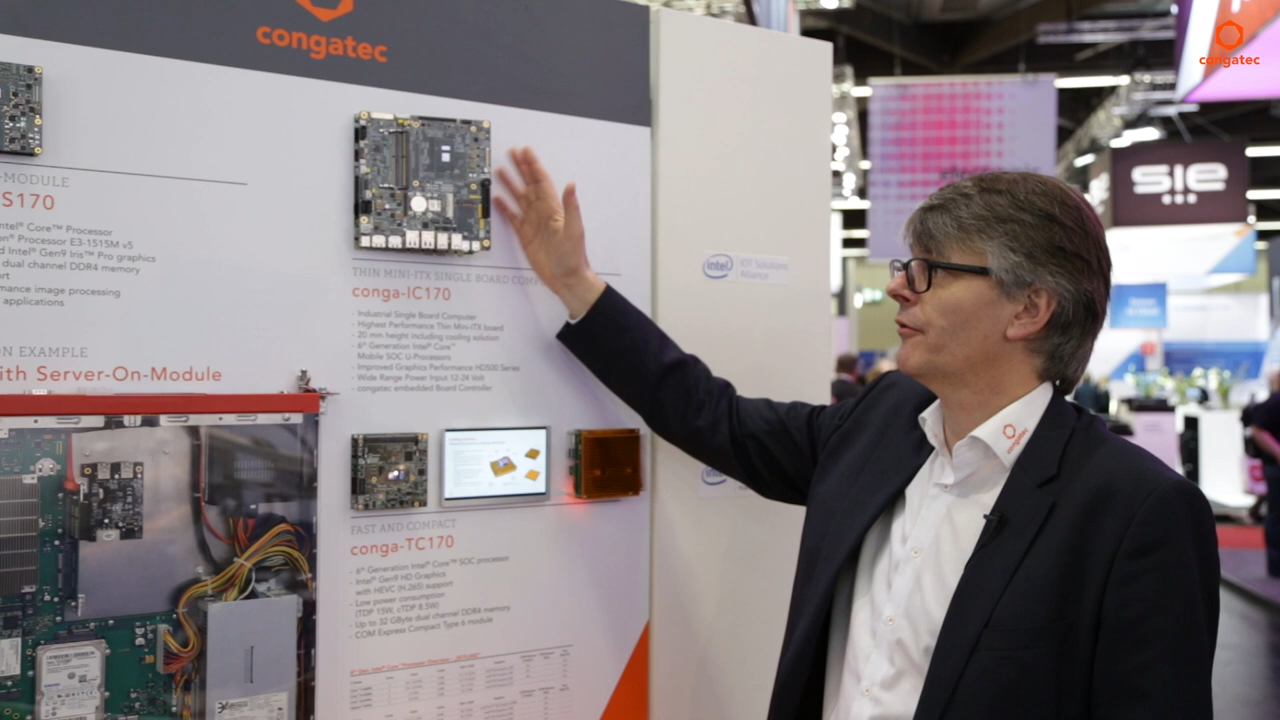 congatec
congatec
-MODULE
S170
ntel® Core™ Processor
n® Processor E3-1515M v5
nd Intel® Gen9 Iris™ Pro graphics
dual channel DDR4 memory
ort
mance image processing
applications
ON EXAMPLE
ith Server-On-Module
THIN MINI-ITX SINGLE BOARD COMP
conga-IC170
- Industrial Single Board Computer
- Highest Performance Thin Mini-ITX board
- 20 mm height including cooling solution
- 6th Generation Intel® Core™
Mobile SOC U-Processors
- Improved Graphics Performance HD500 Series
- Wide Range Power Input 12-24 Volt
- congatec embedded Board Controller
FAST AND COMPACT
conga-TC170
- 6th Generation Intel® Core™ SOC processor
- Intel® Gen9 HD Graphics
with HEVC (H.265) support
- Low power consumption
(TDP 15W, cTDP 8.5W)
- Up to 32 GByte dual channel DDR4 memory
- COM Express Compact Type 6 module
intel
IOT Solutions
Alliance
intel
sie
congatec